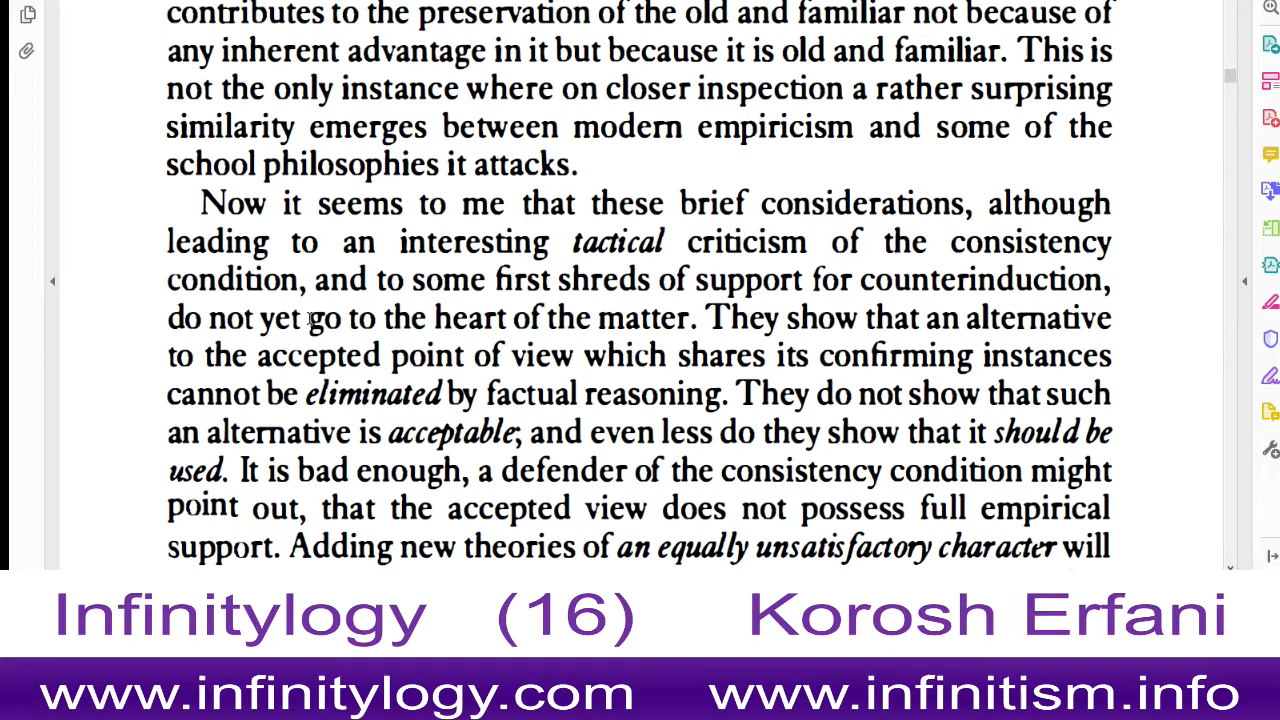 contributes to the preservation of the old and familiar not because of
any inherent advantage in it but because it is old and familiar. This is
not the only instance where on closer inspection a rather surprising
similarity emerges between modern empiricism and some of the
school philosophies it attacks.
Now it seems to me that these brief considerations, although
leading to an interesting tactical criticism of the consistency
condition, and to some first shreds of support for counterinduction,
do not yet go to the heart of the matter. They show that an alternative
to the accepted point of view which shares its confirming instances
cannot be eliminated by factual reasoning. They do not show that such
an alternative is acceptable; and even less do they show that it should be
used. It is bad enough, a defender of the consistency condition might
point out, that the accepted view does not possess full empirical
support. Adding new theories of an equally unsatisfactory character will
Infinitylogy (16) Korosh Erfani
www.infinitylogy.com www.infinitism.info